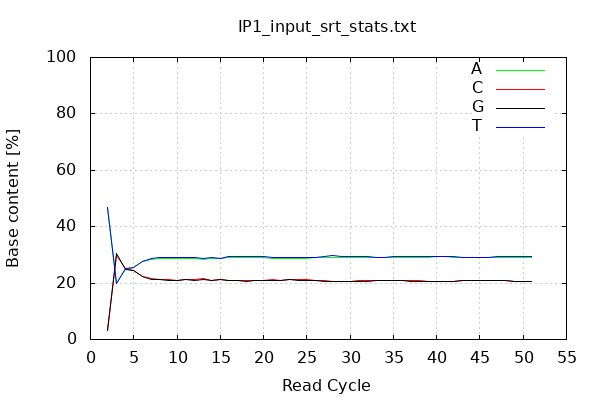 IP1_input_srt_stats.txt
Base content [%]
100
80
60
40
20
0
A
C
G
T
0 5 10 15 20 25 30 35 40 45 50 55
Read Cycle